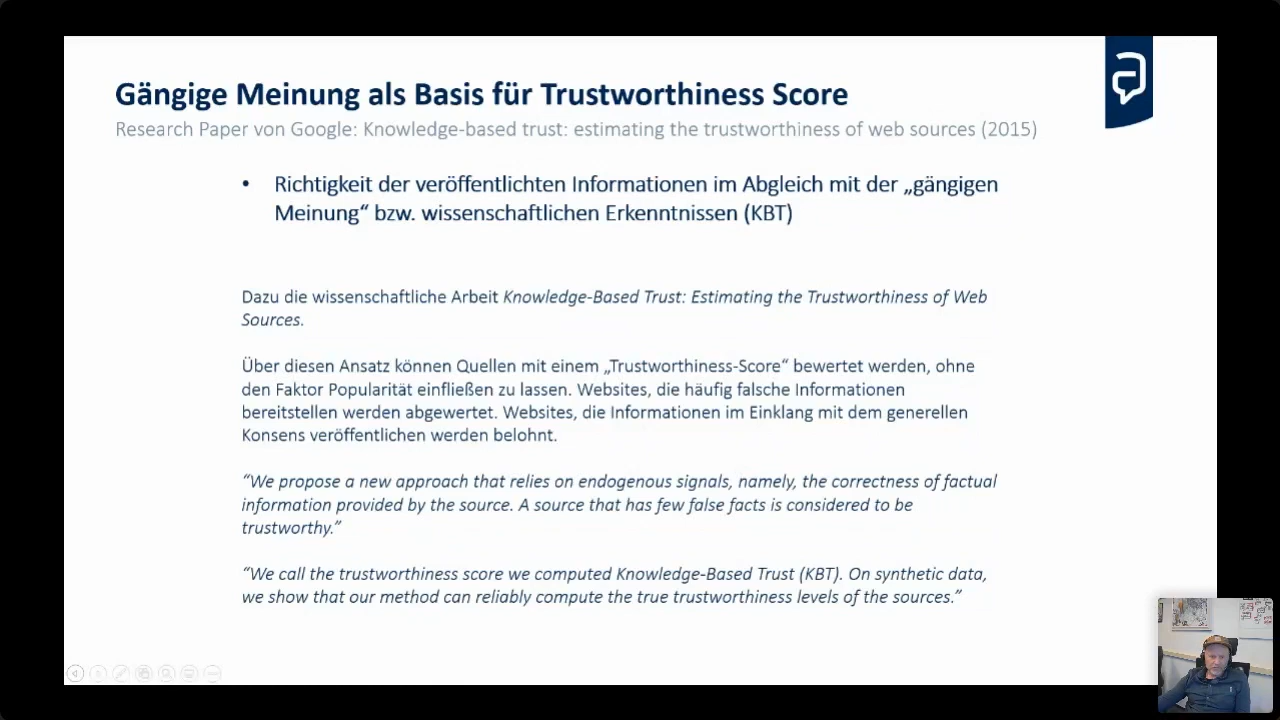 Gängige Meinung als Basis für Trustworthiness Score
Research Paper von Google: Knowledge-based trust: estimating the trustworthiness of web sources (2015)
• Richtigkeit der veröffentlichten Informationen im Abgleich mit der „gängigen
Meinung“ bzw. wissenschaftlichen Erkenntnissen (KBT)
Dazu die wissenschaftliche Arbeit Knowledge-Based Trust: Estimating the Trustworthiness of Web
Sources.
Über diesen Ansatz können Quellen mit einem „Trustworthiness-Score“ bewertet werden, ohne
den Faktor Popularität einfließen zu lassen. Websites, die häufig falsche Informationen
bereitstellen werden abgewertet. Websites, die Informationen im Einklang mit dem generellen
Konsens veröffentlichen werden belohnt.
“We propose a new approach that relies on endogenous signals, namely, the correctness of factual
information provided by the source. A source that has few false facts is considered to be
trustworthy.”
“We call the trustworthiness score we computed Knowledge-Based Trust (KBT). On synthetic data,
we show that our method can reliably compute the true trustworthiness levels of the sources.”